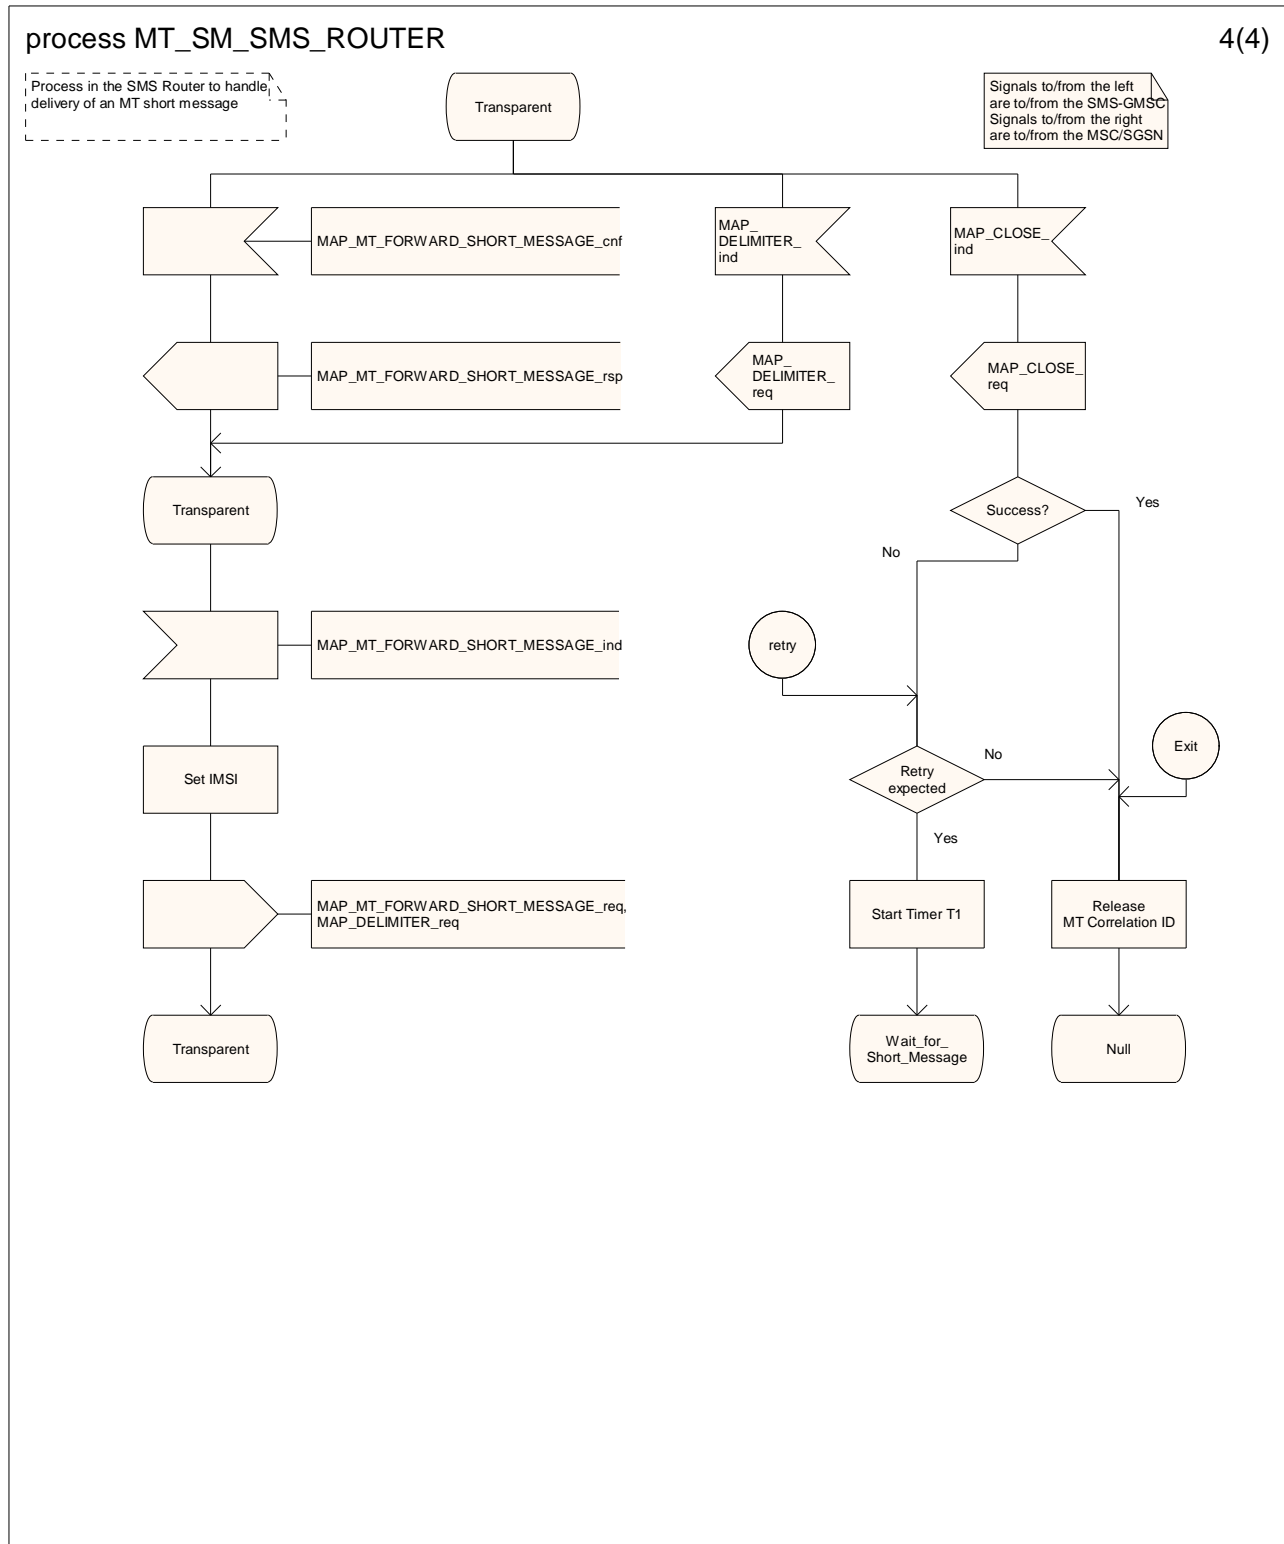 process MT_SM_SMS_ROUTER
4(4)
Process in the SMS Router to handle
delivery of an MT short message
Transparent
Signals to/from the left
are to/from the SMS-GMSC
Signals to/from the right
are to/from the MSC/SGSN
MAP_MT_FORWARD_SHORT_MESSAGE_cnf
MAP_
DELIMITER_
ind
MAP_CLOSE_
ind
MAP_MT_FORWARD_SHORT_MESSAGE_rsp
MAP_
DELIMITER_
req
MAP_CLOSE_
req
Transparent
Success?
Yes
No
MAP_MT_FORWARD_SHORT_MESSAGE_ind
retry
Set IMSI
Retry
expected
No
Exit
Yes
MAP_MT_FORWARD_SHORT_MESSAGE_req,
MAP_DELIMITER_req
Start Timer T1
Release
MT Correlation ID
Transparent
Wait_for_
Short_Message
Null